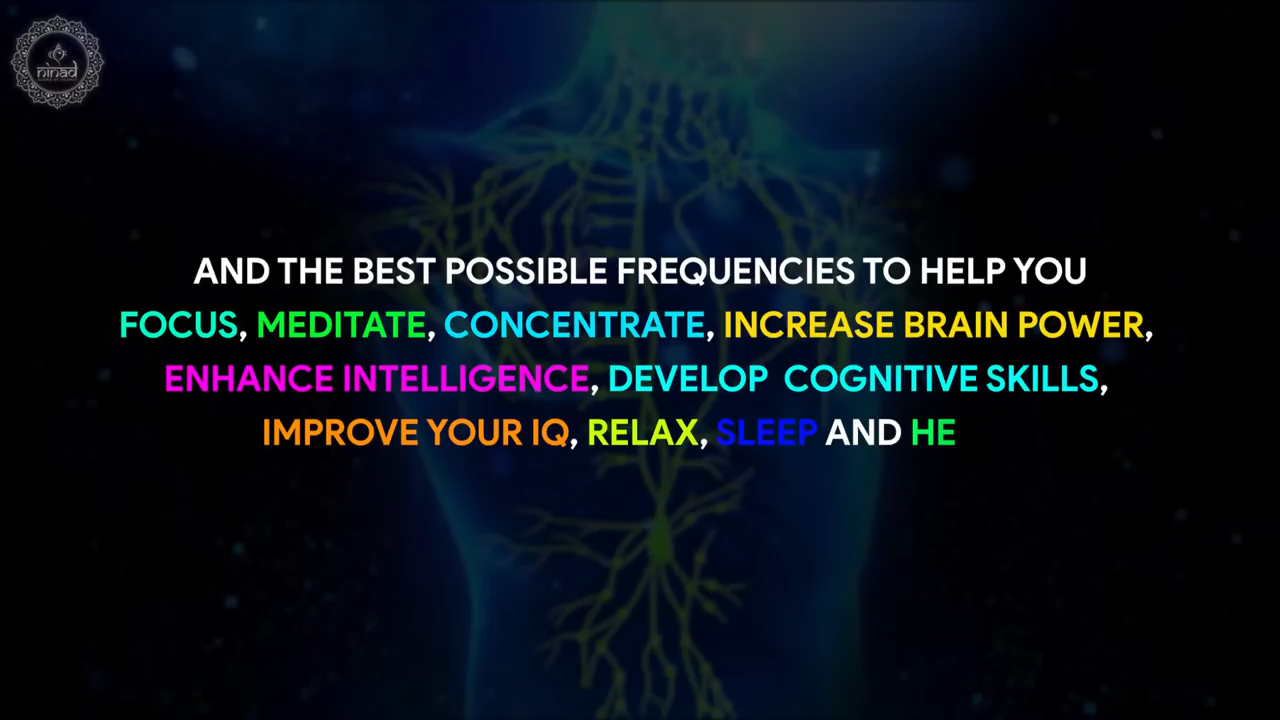 ninad
AND THE BEST POSSIBLE FREQUENCIES TO HELP YOU
FOCUS, MEDITATE, CONCENTRATE, INCREASE BRAIN POWER,
ENHANCE INTELLIGENCE, DEVELOP COGNITIVE SKILLS,
IMPROVE YOUR IQ, RELAX, SLEEP AND HE